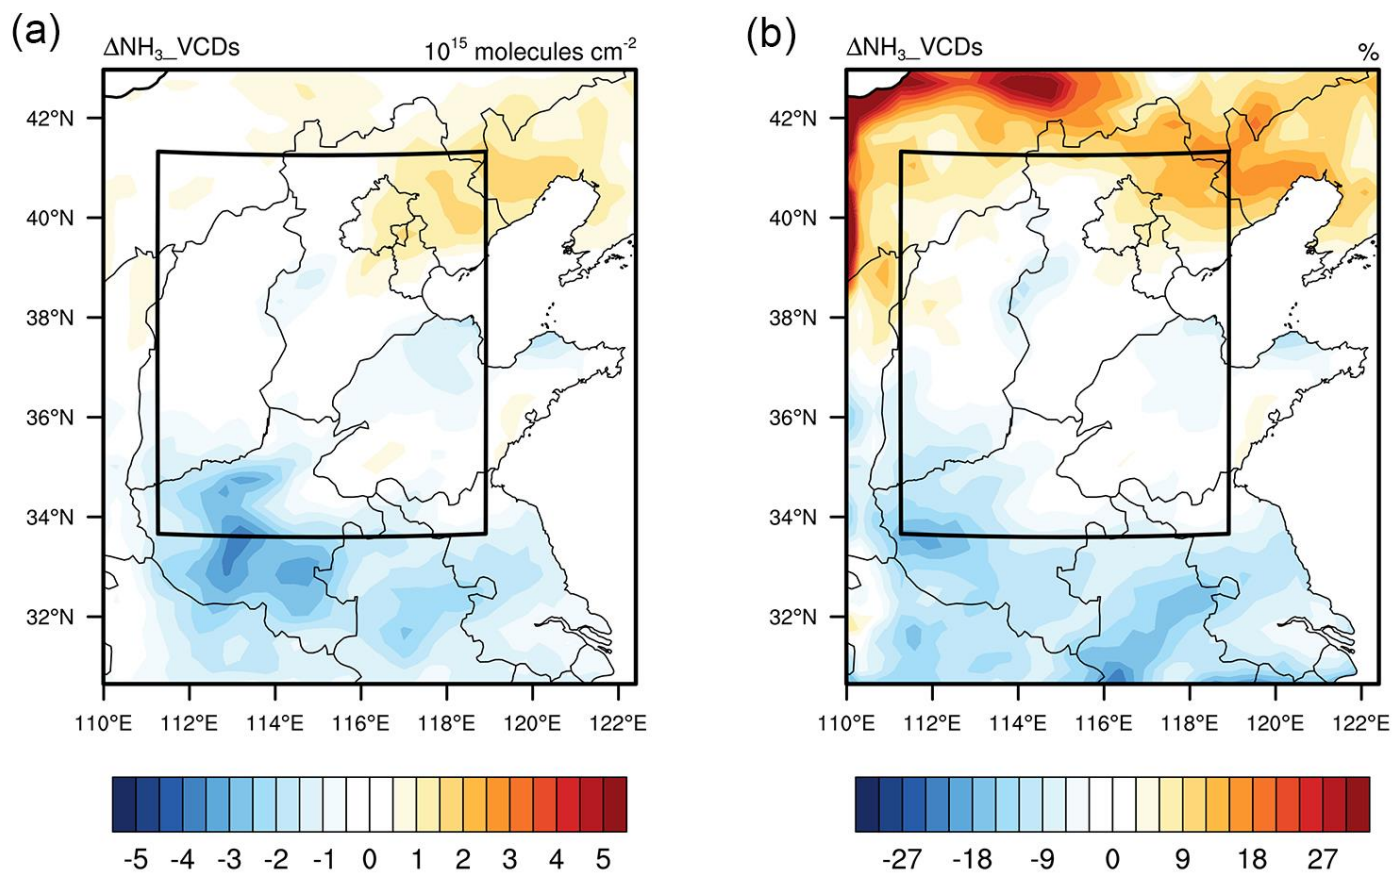 (a)
ΔNH₃_VCDs 10¹⁵ molecules cm⁻²
42°N
40°N
38°N
36°N
34°N
32°N
110°E 112°E 114°E 116°E 118°E 120°E 122°E
-5 -4 -3 -2 -1 0 1 2 3 4 5
(b)
ΔNH₃_VCDs %
42°N
40°N
38°N
36°N
34°N
32°N
110°E 112°E 114°E 116°E 118°E 120°E 122°E
-27 -18 -9 0 9 18 27